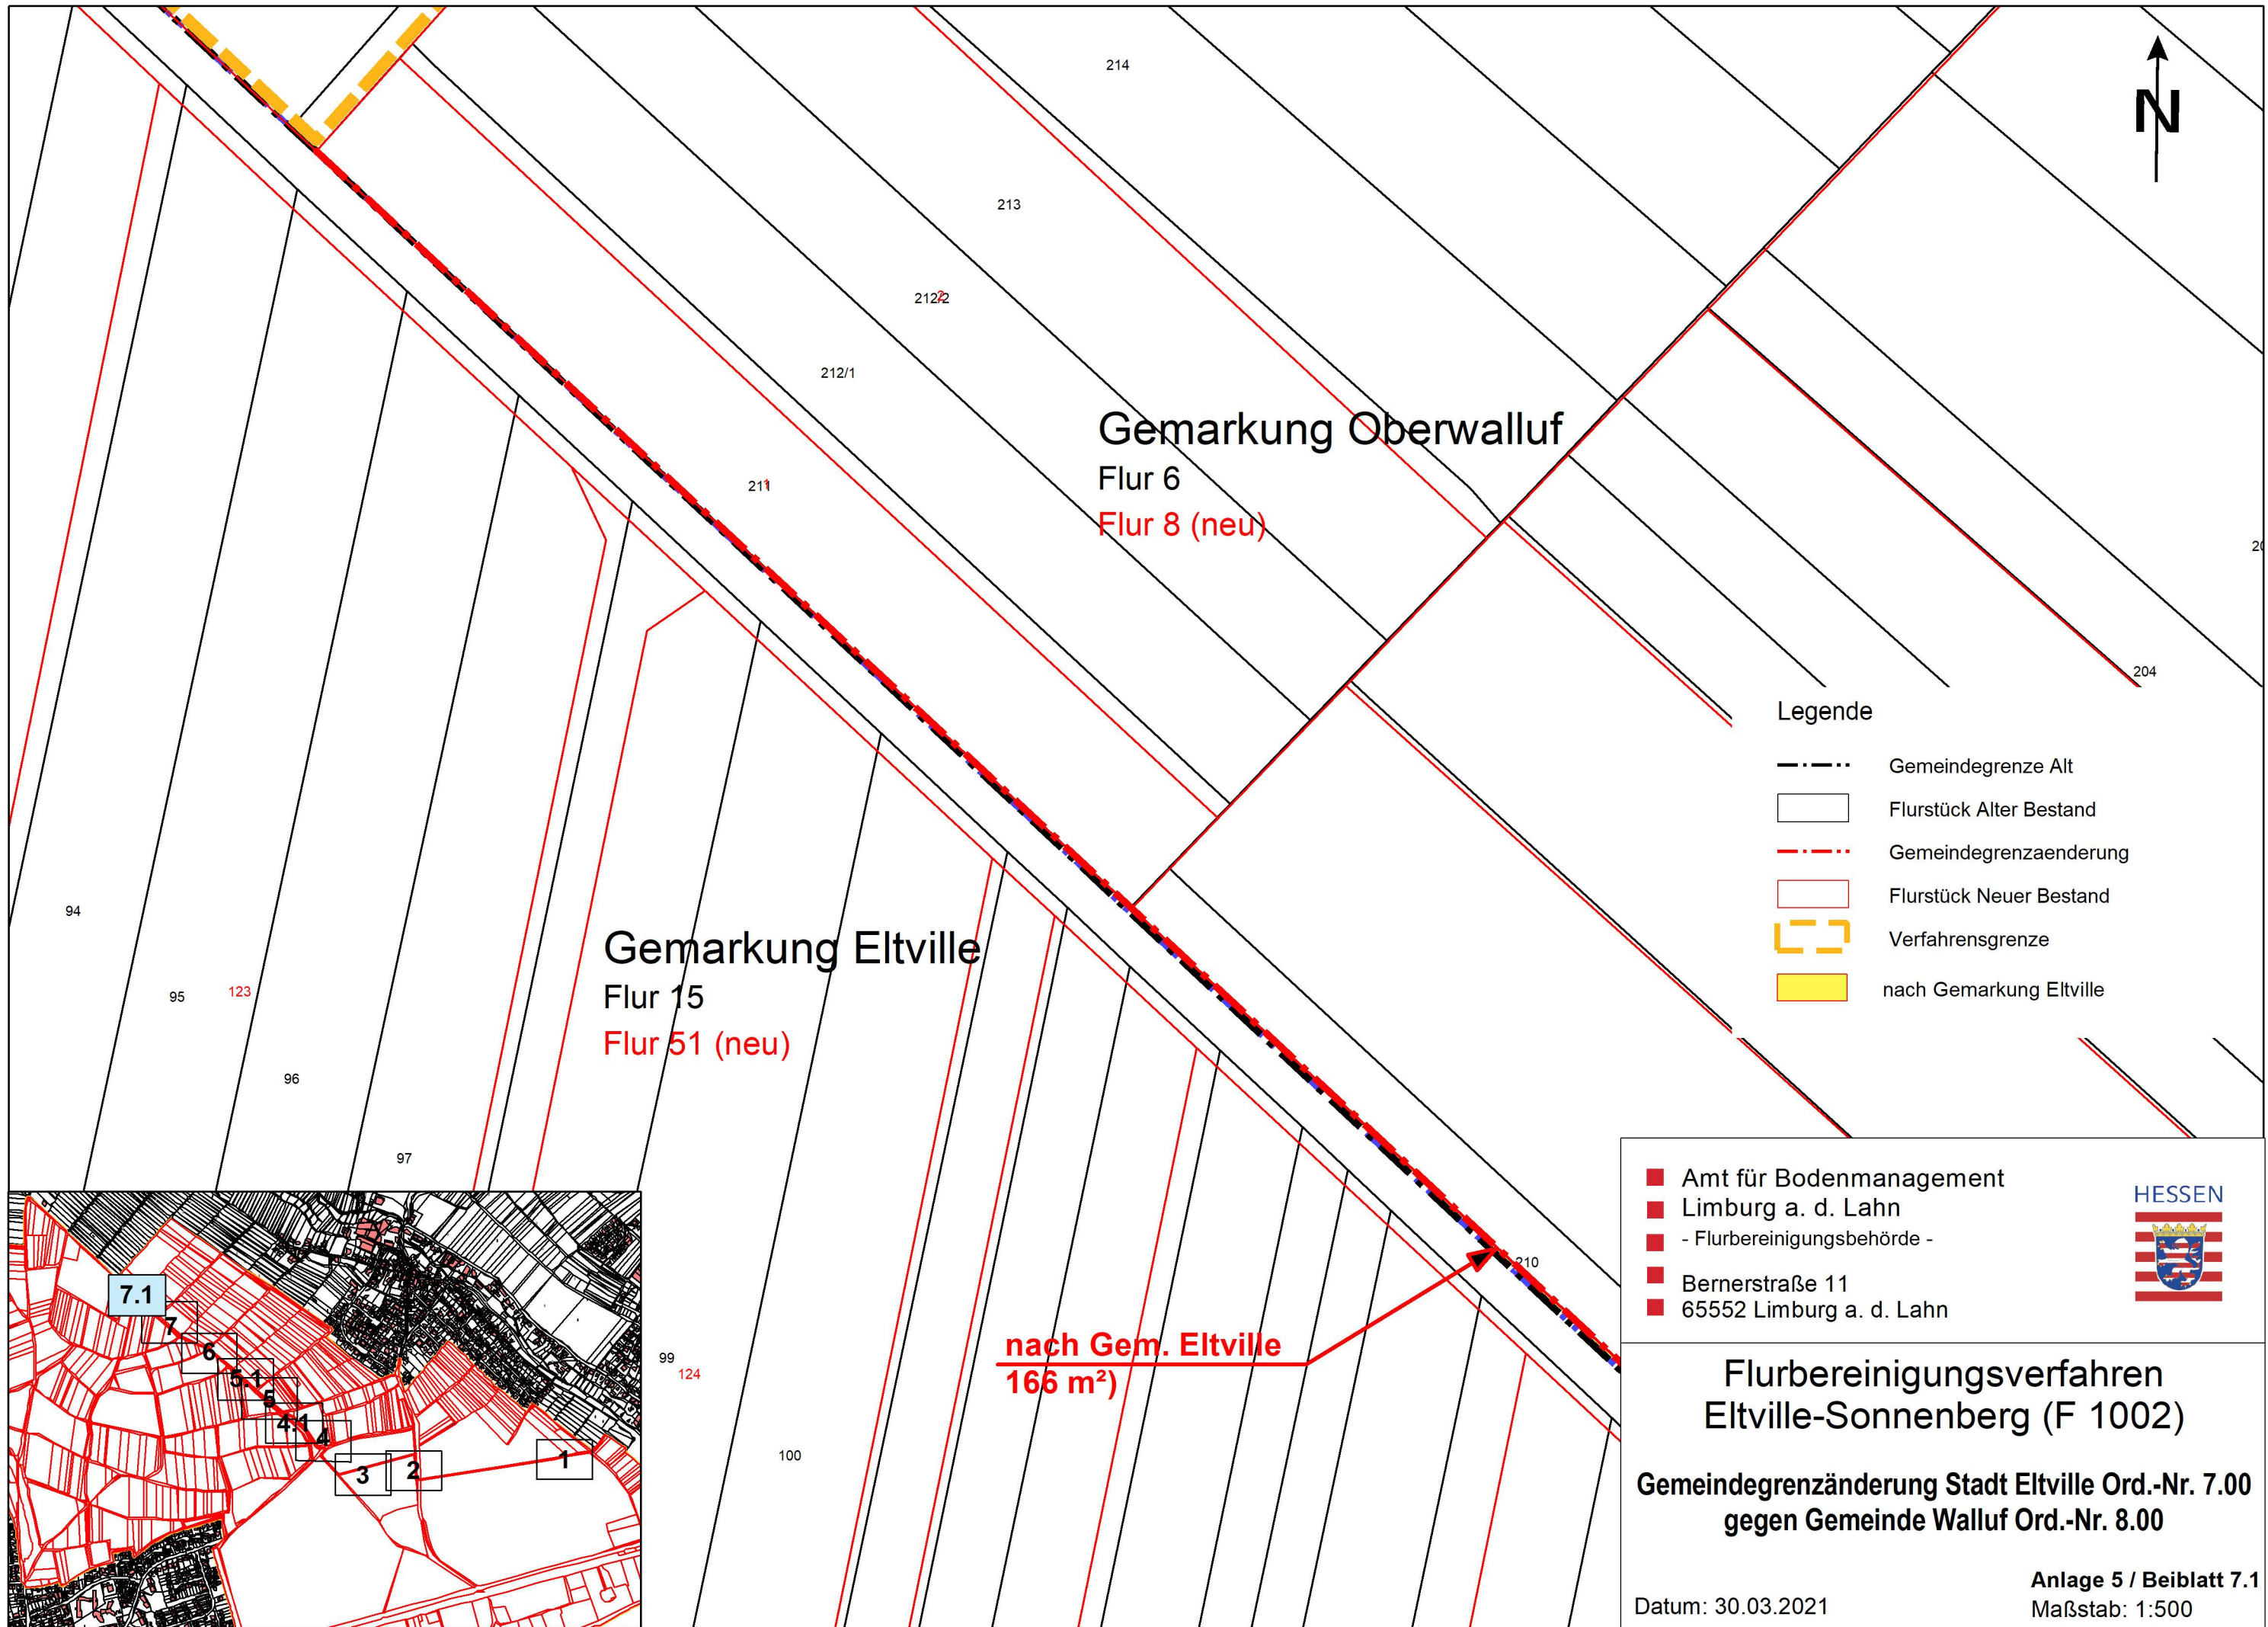 214
N
213
212/2
2
212/1
Gemarkung Oberwalluf
Flur 6
Flur 8 (neu)
211
1
204
Legende
Gemeindegrenze Alt
Flurstück Alter Bestand
Gemeindegrenzaenderung
Flurstück Neuer Bestand
Verfahrensgrenze
nach Gemarkung Eltville
94
95
123
96
97
Gemarkung Eltville
Flur 15
Flur 51 (neu)
99
124
100
210
nach Gem. Eltville
166 m²)
7.1
7
6
5.1
5
4.1
4
3
2
1
Amt für Bodenmanagement
Limburg a. d. Lahn
- Flurbereinigungsbehörde -
Bernerstraße 11
65552 Limburg a. d. Lahn
HESSEN
Flurbereinigungsverfahren
Eltville-Sonnenberg (F 1002)
Gemeindegrenzänderung Stadt Eltville Ord.-Nr. 7.00
gegen Gemeinde Walluf Ord.-Nr. 8.00
Anlage 5 / Beiblatt 7.1
Datum: 30.03.2021
Maßstab: 1:500